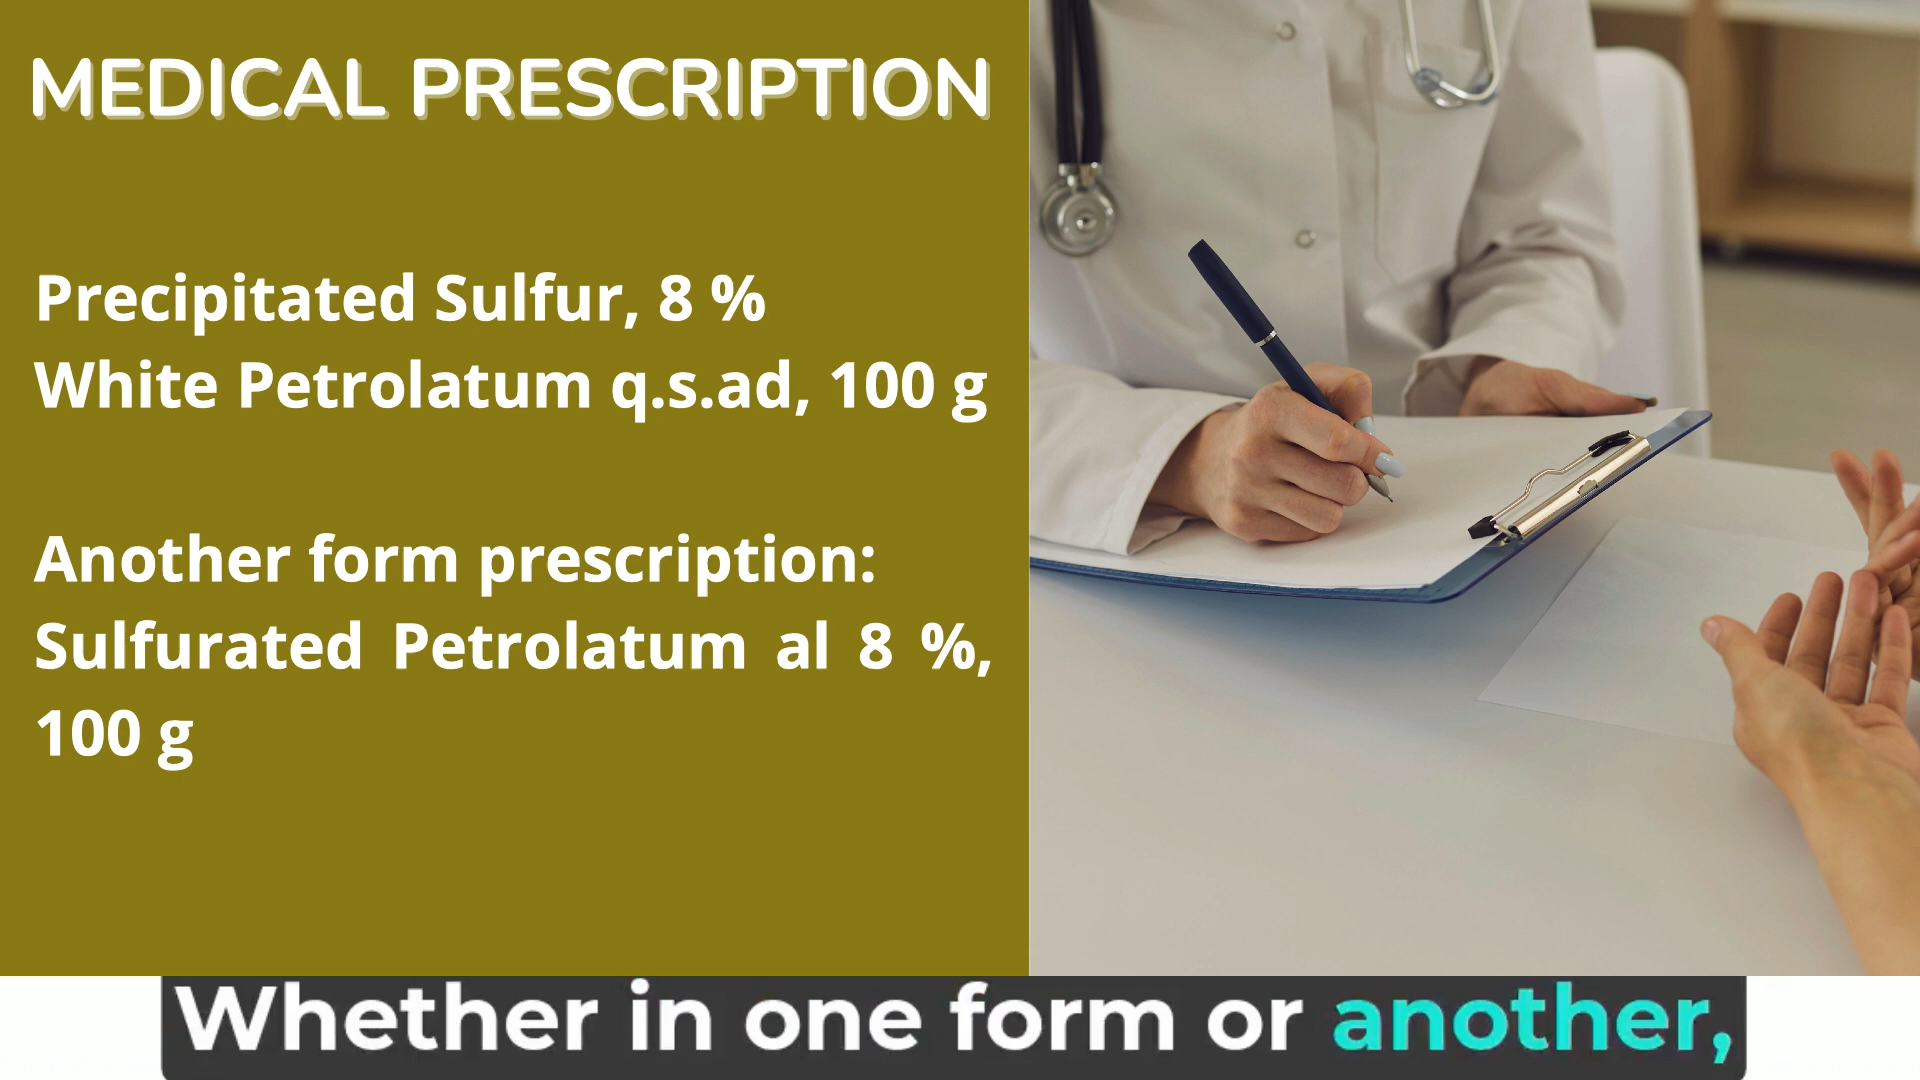 MEDICAL PRESCRIPTION
Precipitated Sulfur, 8 %
White Petrolatum q.s.ad, 100 g
Another form prescription:
Sulfurated Petrolatum al 8 %,
100 g
Whether in one form or another,